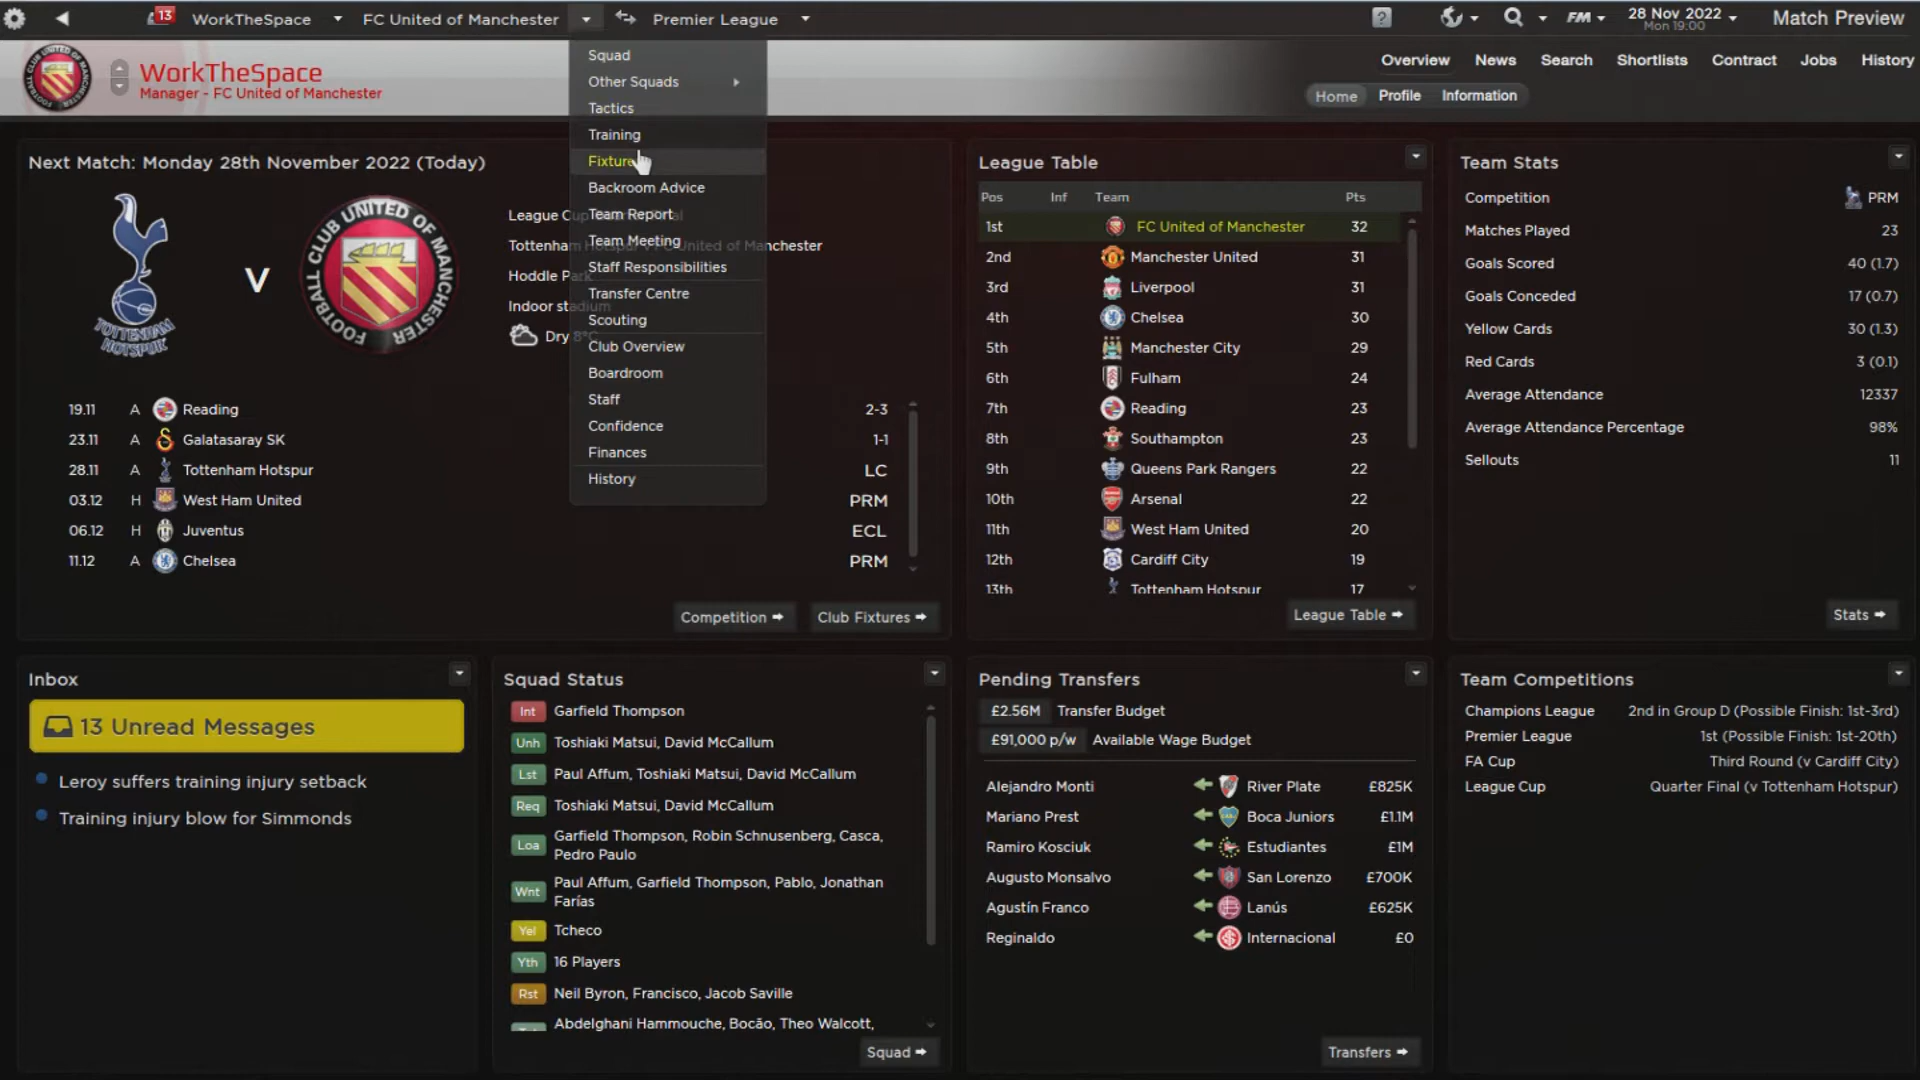 13 WorkTheSpace FC United of Manchester Premier League ? FM 28 Nov 2022 Mon 19:00 Match Preview
WorkTheSpace
Manager - FC United of Manchester
Overview News Search Shortlists Contract Jobs History
Home Profile Information
Squad
Other Squads
Tactics
Training
Fixture
Backroom Advice
Team Report
Team Meeting
Staff Responsibilities
Transfer Centre
Scouting
Club Overview
Boardroom
Staff
Confidence
Finances
History
Next Match: Monday 28th November 2022 (Today)
TOTTENHAM HOTSPUR
V
FOOTBALL CLUB UNITED OF MANCHESTER
League Cup
Tottenham Hotspur v FC United of Manchester
Hoddle Park
Indoor stadium
Dry 8°C
19.11 A Reading 2-3
23.11 A Galatasaray SK 1-1
28.11 A Tottenham Hotspur LC
03.12 H West Ham United PRM
06.12 H Juventus ECL
11.12 A Chelsea PRM
Competition
Club Fixtures
League Table
Pos Inf Team Pts
1st FC United of Manchester 32
2nd Manchester United 31
3rd Liverpool 31
4th Chelsea 30
5th Manchester City 29
6th Fulham 24
7th Reading 23
8th Southampton 23
9th Queens Park Rangers 22
10th Arsenal 22
11th West Ham United 20
12th Cardiff City 19
13th Tottenham Hotspur 17
League Table
Team Stats
Competition PRM
Matches Played 23
Goals Scored 40 (1.7)
Goals Conceded 17 (0.7)
Yellow Cards 30 (1.3)
Red Cards 3 (0.1)
Average Attendance 12337
Average Attendance Percentage 98%
Sellouts 11
Stats
Inbox
13 Unread Messages
Leroy suffers training injury setback
Training injury blow for Simmonds
Squad Status
Int Garfield Thompson
Unh Toshiaki Matsui, David McCallum
Lst Paul Affum, Toshiaki Matsui, David McCallum
Req Toshiaki Matsui, David McCallum
Loa Garfield Thompson, Robin Schnusenberg, Casca,
Pedro Paulo
Wnt Paul Affum, Garfield Thompson, Pablo, Jonathan
Farías
Yel Tcheco
Yth 16 Players
Rst Neil Byron, Francisco, Jacob Saville
Abdelghani Hammouche, Bocão, Theo Walcott,
Squad
Pending Transfers
£2.56M Transfer Budget
£91,000 p/w Available Wage Budget
Alejandro Monti River Plate £825K
Mariano Prest Boca Juniors £1.1M
Ramiro Kosciuk Estudiantes £1M
Augusto Monsalvo San Lorenzo £700K
Agustín Franco Lanús £625K
Reginaldo Internacional £0
Transfers
Team Competitions
Champions League 2nd in Group D (Possible Finish: 1st-3rd)
Premier League 1st (Possible Finish: 1st-20th)
FA Cup Third Round (v Cardiff City)
League Cup Quarter Final (v Tottenham Hotspur)